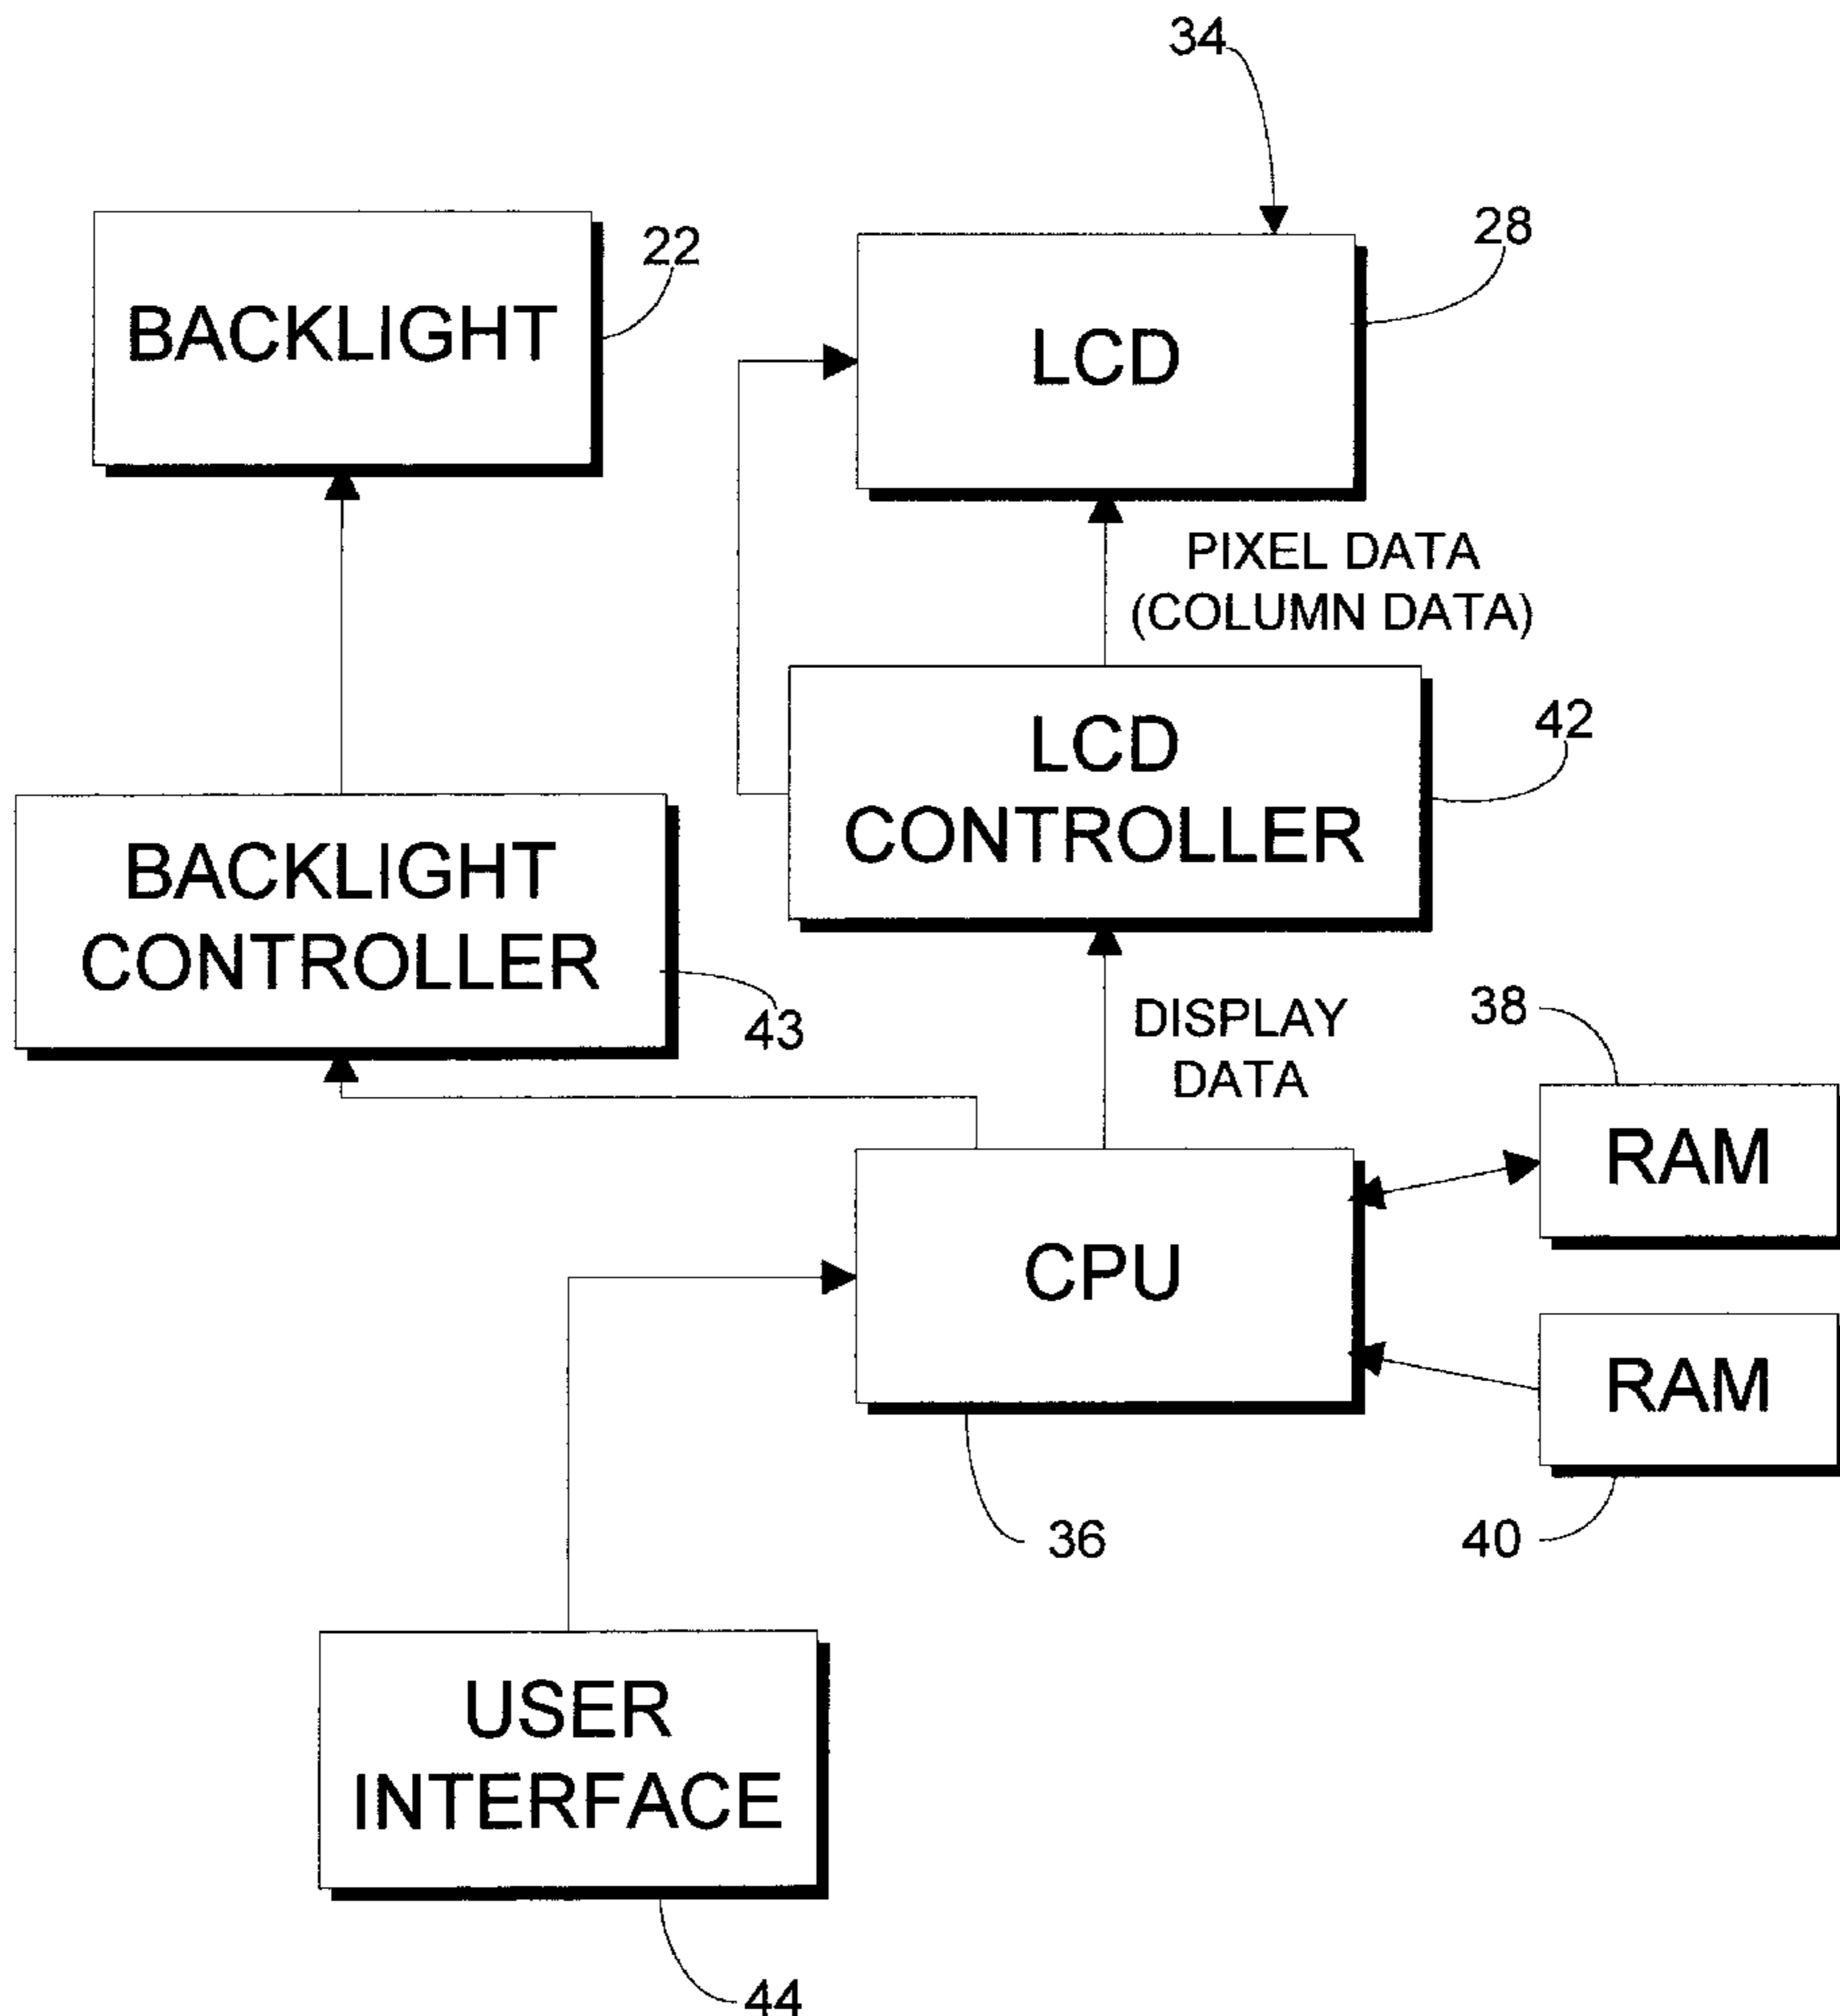 34
22
28
BACKLIGHT
LCD
PIXEL DATA
(COLUMN DATA)
42
LCD
CONTROLLER
BACKLIGHT
CONTROLLER
43
DISPLAY
DATA
38
RAM
CPU
RAM
36
40
USER
INTERFACE
44